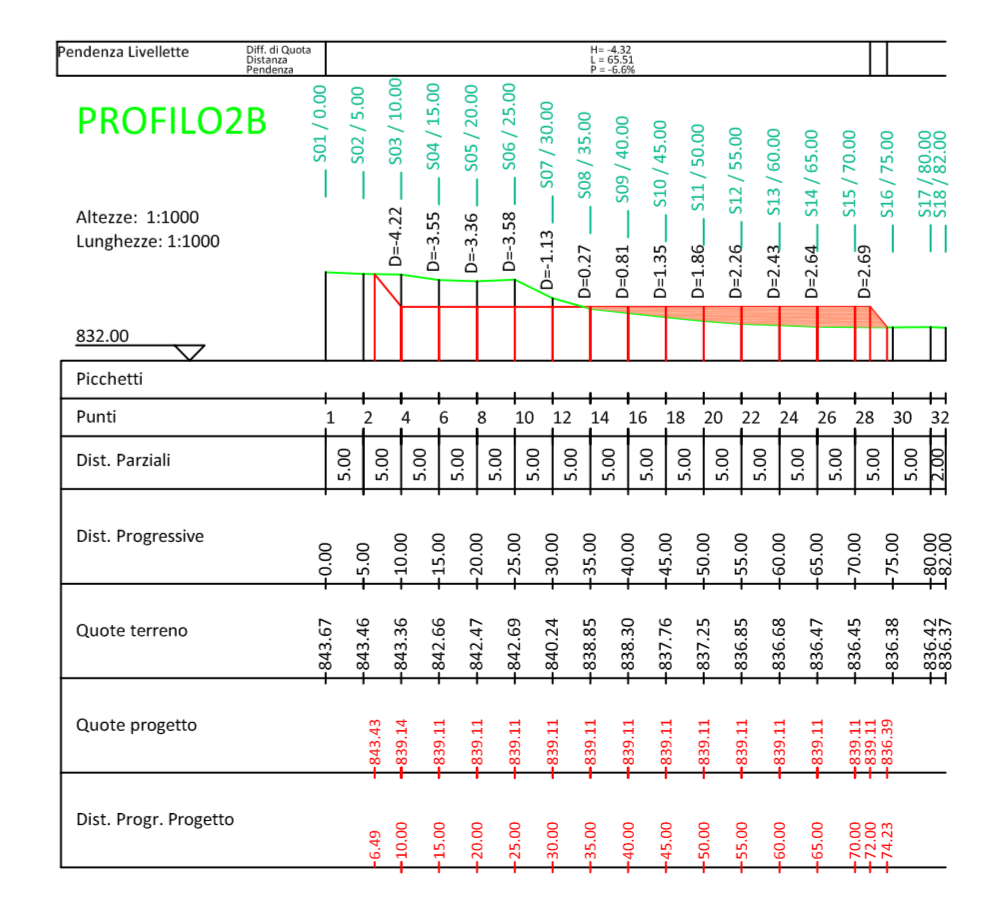 Pendenza Livellette
Diff. di Quota
Distanza
Pendenza
H= -4.32
L = 65.51
P = -6.6%
PROFILO2B
S01 / 0.00
S02 / 5.00
S03 / 10.00
S04 / 15.00
S05 / 20.00
S06 / 25.00
S07 / 30.00
S08 / 35.00
S09 / 40.00
S10 / 45.00
S11 / 50.00
S12 / 55.00
S13 / 60.00
S14 / 65.00
S15 / 70.00
S16 / 75.00
S17 / 80.00
S18 / 82.00
Altezze: 1:1000
Lunghezze: 1:1000
D=-4.22
D=-3.55
D=-3.36
D=-3.58
D=-1.13
D=0.27
D=0.81
D=1.35
D=1.86
D=2.26
D=2.43
D=2.64
D=2.69
832.00
Picchetti
Punti 1 2 4 6 8 10 12 14 16 18 20 22 24 26 28 30 32
Dist. Parziali 5.00 5.00 5.00 5.00 5.00 5.00 5.00 5.00 5.00 5.00 5.00 5.00 5.00 5.00 5.00 5.00 2.00
Dist. Progressive 0.00 5.00 10.00 15.00 20.00 25.00 30.00 35.00 40.00 45.00 50.00 55.00 60.00 65.00 70.00 75.00 80.00 82.00
Quote terreno 843.67 843.46 843.36 842.66 842.47 842.69 840.24 838.85 838.30 837.76 837.25 836.85 836.68 836.47 836.45 836.38 836.42 836.37
Quote progetto 843.43 839.14 839.11 839.11 839.11 839.11 839.11 839.11 839.11 839.11 839.11 839.11 839.11 839.11 839.11 836.39
Dist. Progr. Progetto 6.49 10.00 15.00 20.00 25.00 30.00 35.00 40.00 45.00 50.00 55.00 60.00 65.00 70.00 72.00 74.23